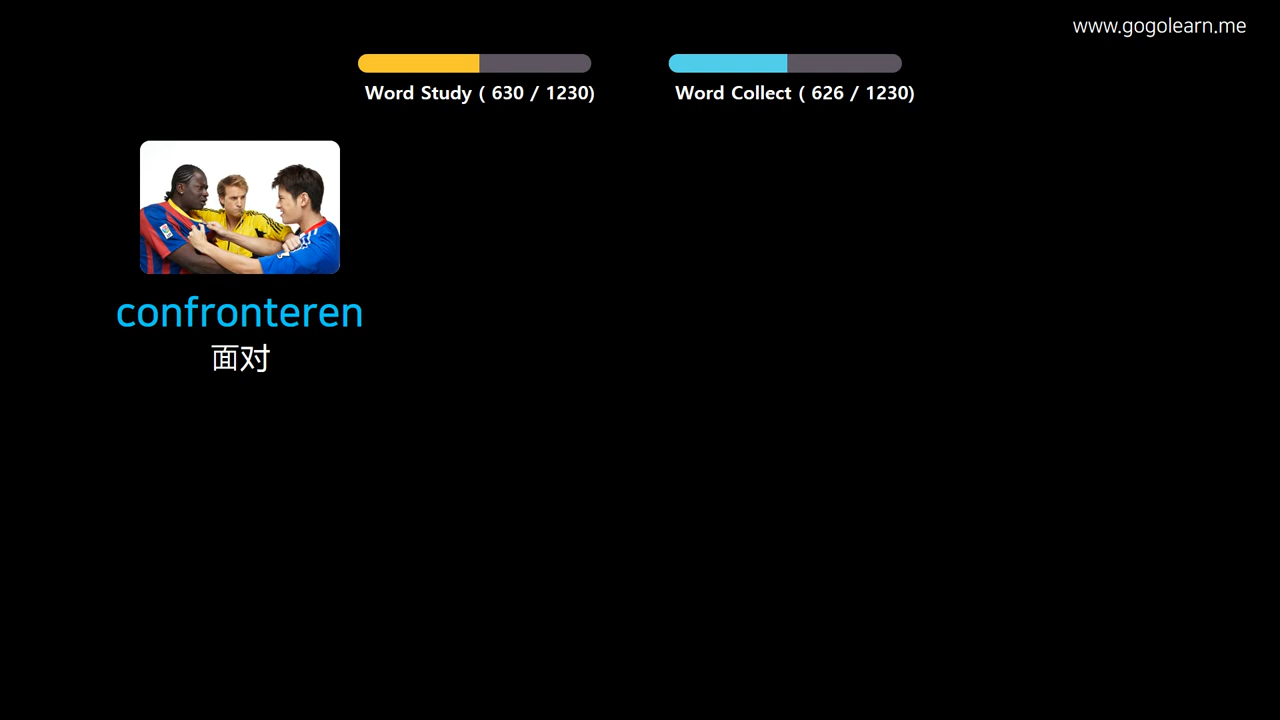 www.gogolearn.me
Word Study ( 630 / 1230)
Word Collect ( 626 / 1230)
confronteren
面对